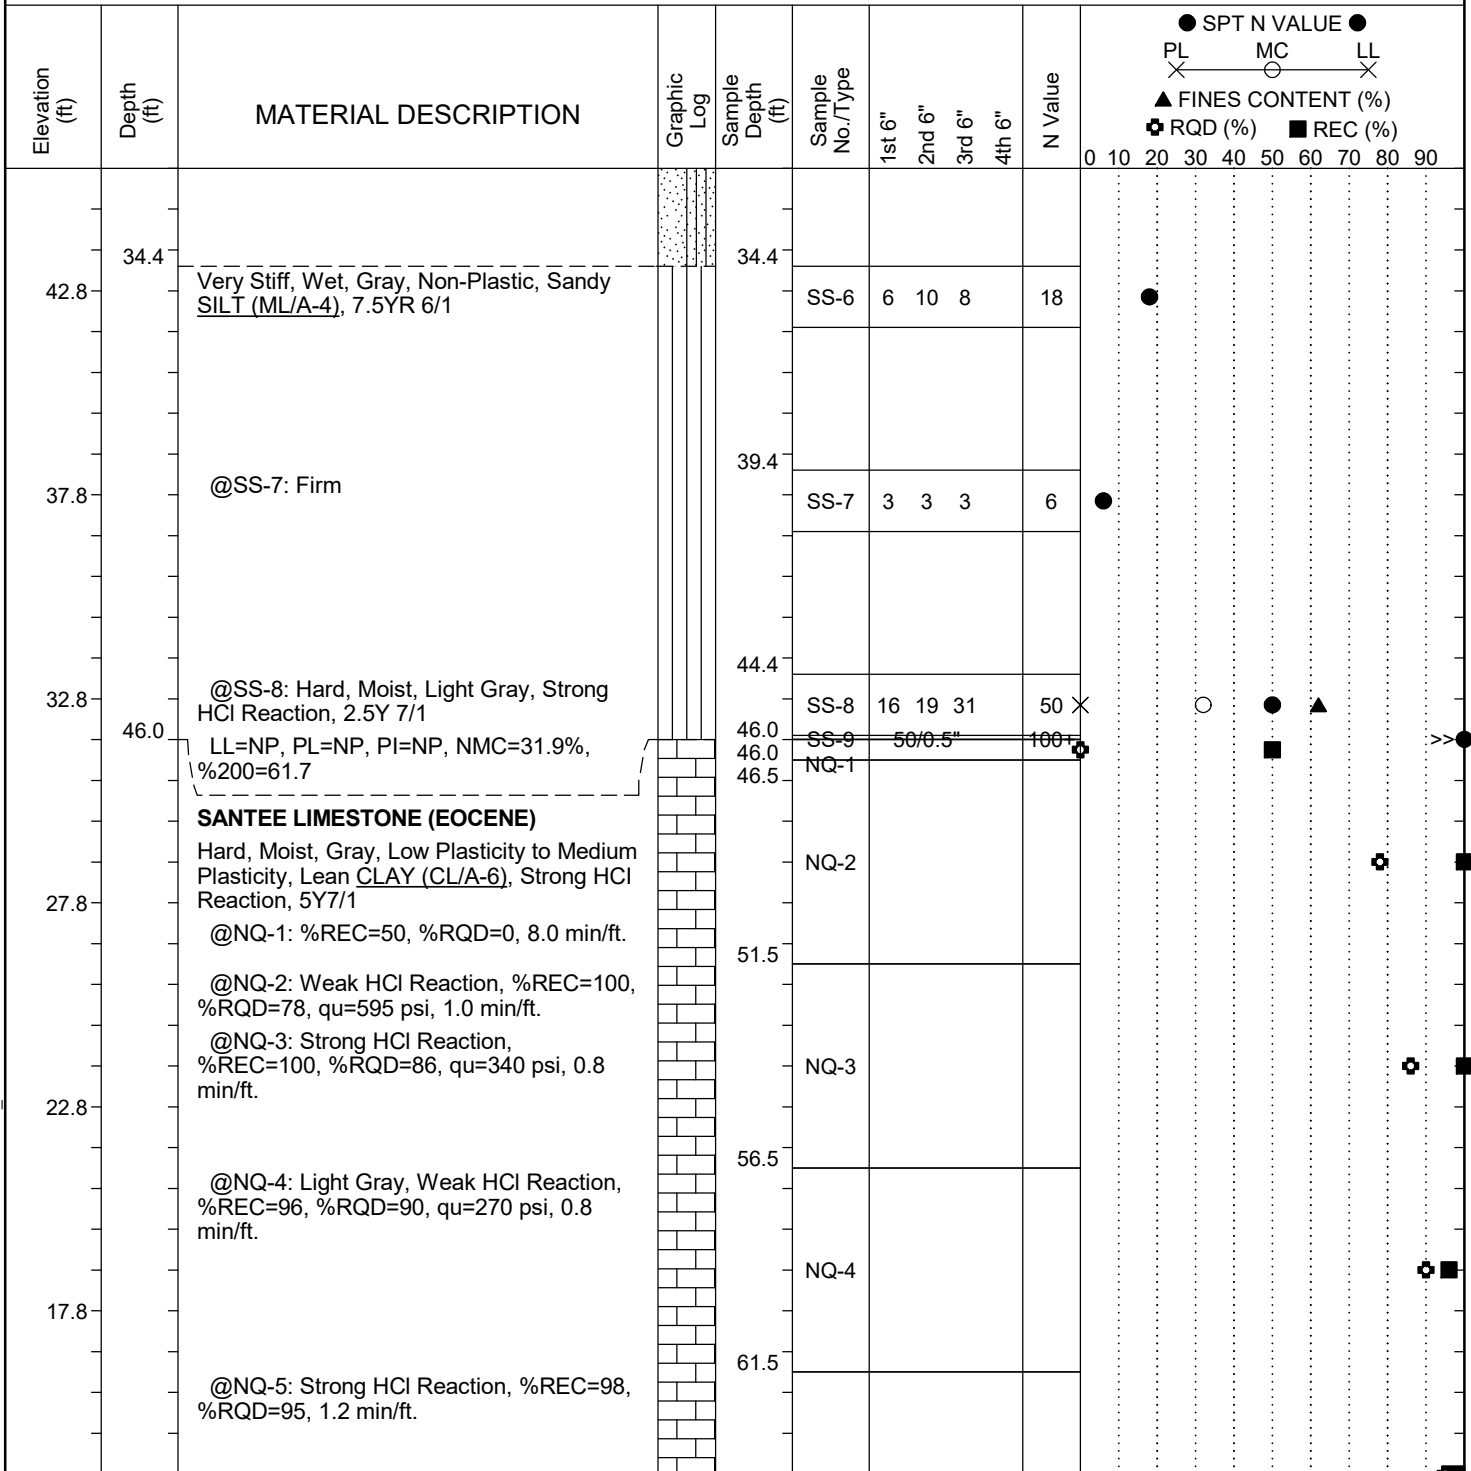 Elevation
(ft)
Depth
(ft)
MATERIAL DESCRIPTION
Graphic
Log
Sample
Depth
(ft)
Sample
No./Type
1st 6"
2nd 6"
3rd 6"
4th 6"
N Value
SPT N VALUE
PL MC LL
FINES CONTENT (%)
RQD (%) REC (%)
0 10 20 30 40 50 60 70 80 90
34.4 34.4
Very Stiff, Wet, Gray, Non-Plastic, Sandy
42.8 SS-6 6 10 8 18
SILT (ML/A-4), 7.5YR 6/1
39.4
@SS-7: Firm
37.8 SS-7 3 3 3 6
44.4
@SS-8: Hard, Moist, Light Gray, Strong
32.8 SS-8 16 19 31 50
HCl Reaction, 2.5Y 7/1
46.0 46.0
SS-9 50/0.5" 100+ >>
LL=NP, PL=NP, PI=NP, NMC=31.9%,
46.0
NQ-1
%200=61.7
46.5
SANTEE LIMESTONE (EOCENE)
Hard, Moist, Gray, Low Plasticity to Medium
NQ-2
Plasticity, Lean CLAY (CL/A-6), Strong HCl
Reaction, 5Y7/1
27.8
@NQ-1: %REC=50, %RQD=0, 8.0 min/ft.
51.5
@NQ-2: Weak HCl Reaction, %REC=100,
%RQD=78, qu=595 psi, 1.0 min/ft.
@NQ-3: Strong HCl Reaction,
%REC=100, %RQD=86, qu=340 psi, 0.8
NQ-3
min/ft.
22.8
56.5
@NQ-4: Light Gray, Weak HCl Reaction,
%REC=96, %RQD=90, qu=270 psi, 0.8
min/ft.
NQ-4
17.8
61.5
@NQ-5: Strong HCl Reaction, %REC=98,
%RQD=95, 1.2 min/ft.